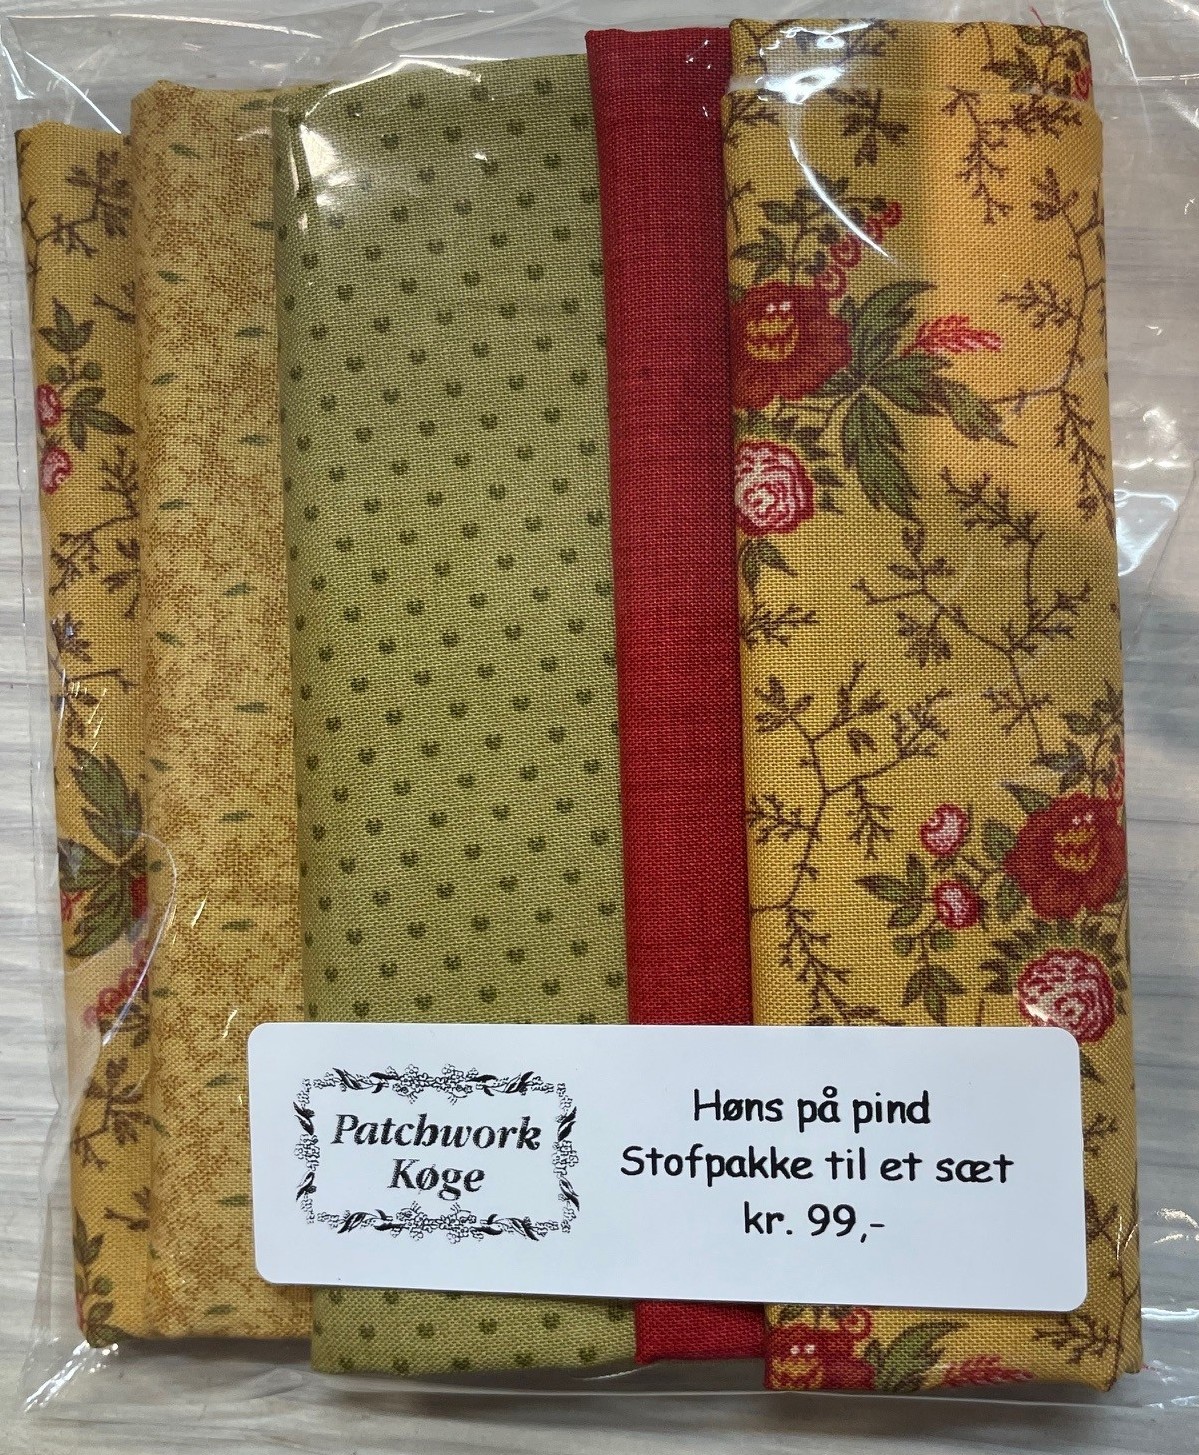 Patchwork
Køge
Høns på pind
Stofpakke til et sæt
kr. 99,-